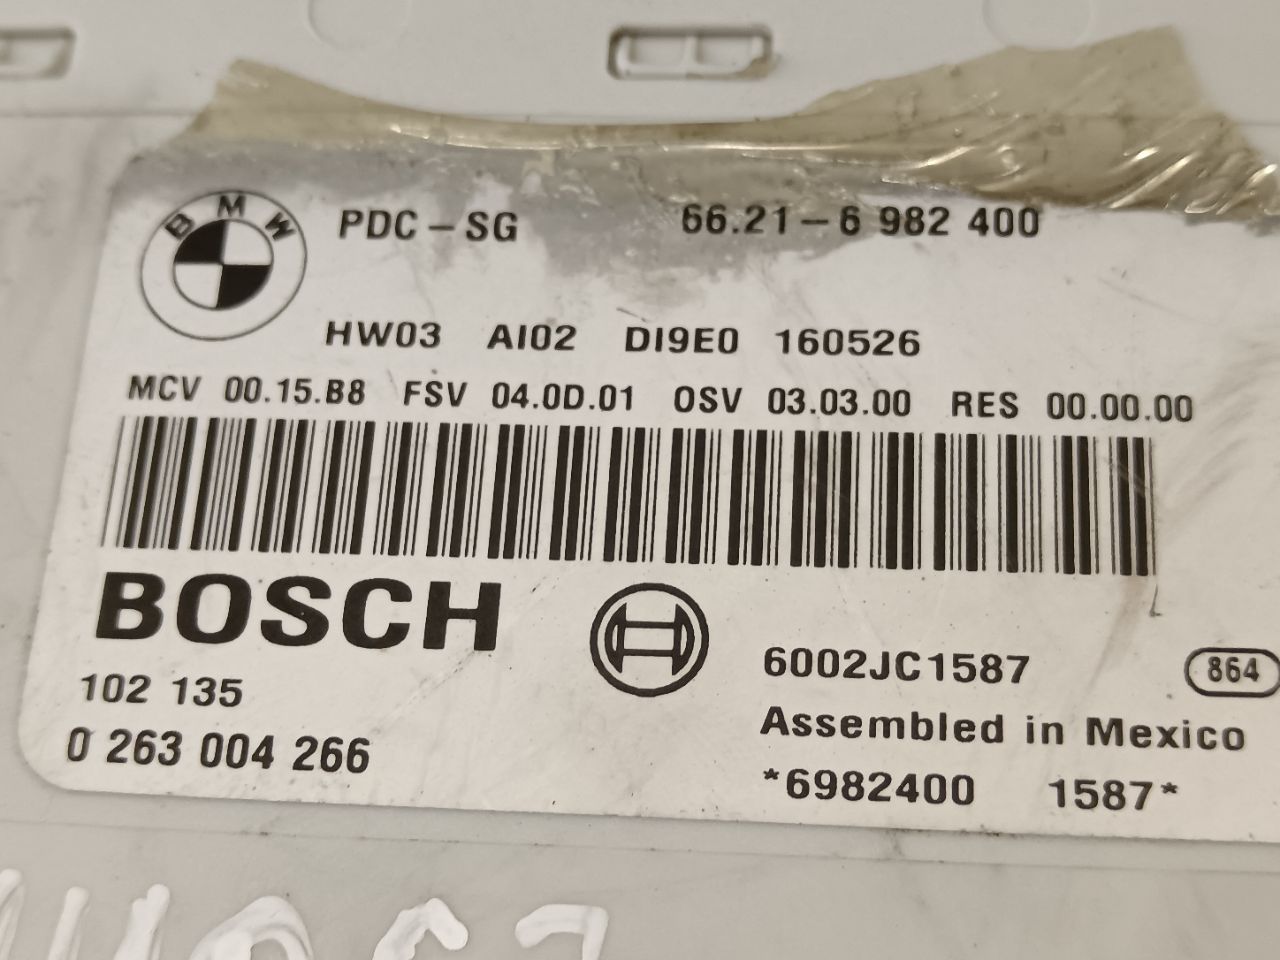 BMW
PDC-SG 66.21-6 982 400
HW03 AI02 DI9E0 160526
MCV 00.15.B8 FSV 04.0D.01 OSV 03.03.00 RES 00.00.00
BOSCH
6002JC1587 864
102 135
Assembled in Mexico
0 263 004 266
*6982400 1587*